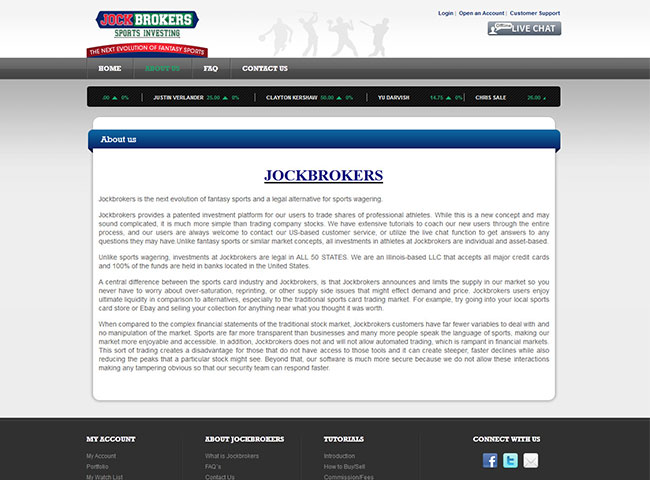 Login | Open an Account | Customer Support
JOCK BROKERS
SPORTS INVESTING
THE NEXT EVOLUTION OF FANTASY SPORTS
Offline LIVE CHAT
HOME ABOUT US FAQ CONTACT US
.00 ▲ 0% JUSTIN VERLANDER 25.00 ▲ 0% CLAYTON KERSHAW 50.00 ▲ 0% YU DARVISH 14.75 ▲ 0% CHRIS SALE 26.00
About us
JOCKBROKERS
Jockbrokers is the next evolution of fantasy sports and a legal alternative for sports wagering.
Jockbrokers provides a patented investment platform for our users to trade shares of professional athletes. While this is a new concept and may
sound complicated, it is much more simple than trading company stocks. We have extensive tutorials to coach our new users through the entire
process, and our users are always welcome to contact our US-based customer service, or utilize the live chat function to get answers to any
questions they may have Unlike fantasy sports or similar market concepts, all investments in athletes at Jockbrokers are individual and asset-based.
Unlike sports wagering, investments at Jockbrokers are legal in ALL 50 STATES. We are an Illinois-based LLC that accepts all major credit cards
and 100% of the funds are held in banks located in the United States.
A central difference between the sports card industry and Jockbrokers, is that Jockbrokers announces and limits the supply in our market so you
never have to worry about over-saturation, reprinting, or other supply side issues that might effect demand and price. Jockbrokers users enjoy
ultimate liquidity in comparison to alternatives, especially to the traditional sports card trading market. For example, try going into your local sports
card store or Ebay and selling your collection for anything near what you thought it was worth.
When compared to the complex financial statements of the traditional stock market, Jockbrokers customers have far fewer variables to deal with and
no manipulation of the market. Sports are far more transparent than businesses and many more people speak the language of sports, making our
market more enjoyable and accessible. In addition, Jockbrokers does not and will not allow automated trading, which is rampant in financial markets.
This sort of trading creates a disadvantage for those that do not have access to those tools and it can create steeper, faster declines while also
reducing the peaks that a particular stock might see. Beyond that, our software is much more secure because we do not allow these interactions
making any tampering obvious so that our security team can respond faster.
MY ACCOUNT ABOUT JOCKBROKERS TUTORIALS CONNECT WITH US
My Account What is Jockbrokers Introduction
Portfolio FAQ's How to Buy/Sell
My Watch List Contact Us Commission/Fees